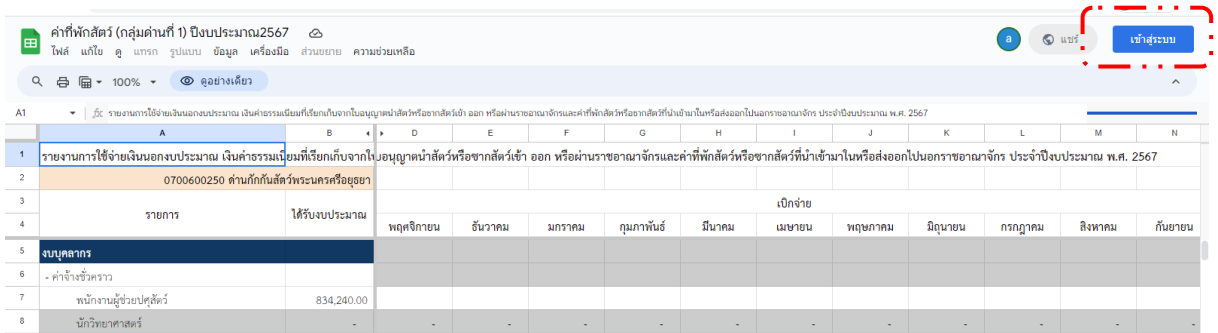 ค่าที่พักสัตว์ (กลุ่มด่านที่ 1) ปีงบประมาณ2567
ไฟล์ แก้ไข ดู แทรก รูปแบบ ข้อมูล เครื่องมือ ส่วนขยาย ความช่วยเหลือ
a แชร์ เข้าสู่ระบบ
100% ดูอย่างเดียว
A1 fx รายงานการใช้จ่ายเงินนอกงบประมาณ เงินค่าธรรมเนียมที่เรียกเก็บจากใบอนุญาตนำสัตว์หรือซากสัตว์เข้า ออก หรือผ่านราชอาณาจักรและค่าที่พักสัตว์หรือซากสัตว์ที่นำเข้ามาในหรือส่งออกไปนอกราชอาณาจักร ประจำปีงบประมาณ พ.ศ. 2567
A B D E F G H I J K L M N
1 รายงานการใช้จ่ายเงินนอกงบประมาณ เงินค่าธรรมเนียมที่เรียกเก็บจากใบอนุญาตนำสัตว์หรือซากสัตว์เข้า ออก หรือผ่านราชอาณาจักรและค่าที่พักสัตว์หรือซากสัตว์ที่นำเข้ามาในหรือส่งออกไปนอกราชอาณาจักร ประจำปีงบประมาณ พ.ศ. 2567
2 0700600250 ด่านกักกันสัตว์พระนครศรีอยุธยา
3 รายการ ได้รับงบประมาณ เบิกจ่าย
4 พฤศจิกายน ธันวาคม มกราคม กุมภาพันธ์ มีนาคม เมษายน พฤษภาคม มิถุนายน กรกฎาคม สิงหาคม กันยายน
5 งบบุคลากร
6 - ค่าจ้างชั่วคราว
7 พนักงานผู้ช่วยปศุสัตว์ 834,240.00
8 นักวิทยาศาสตร์ - - - - - - - - - - - -